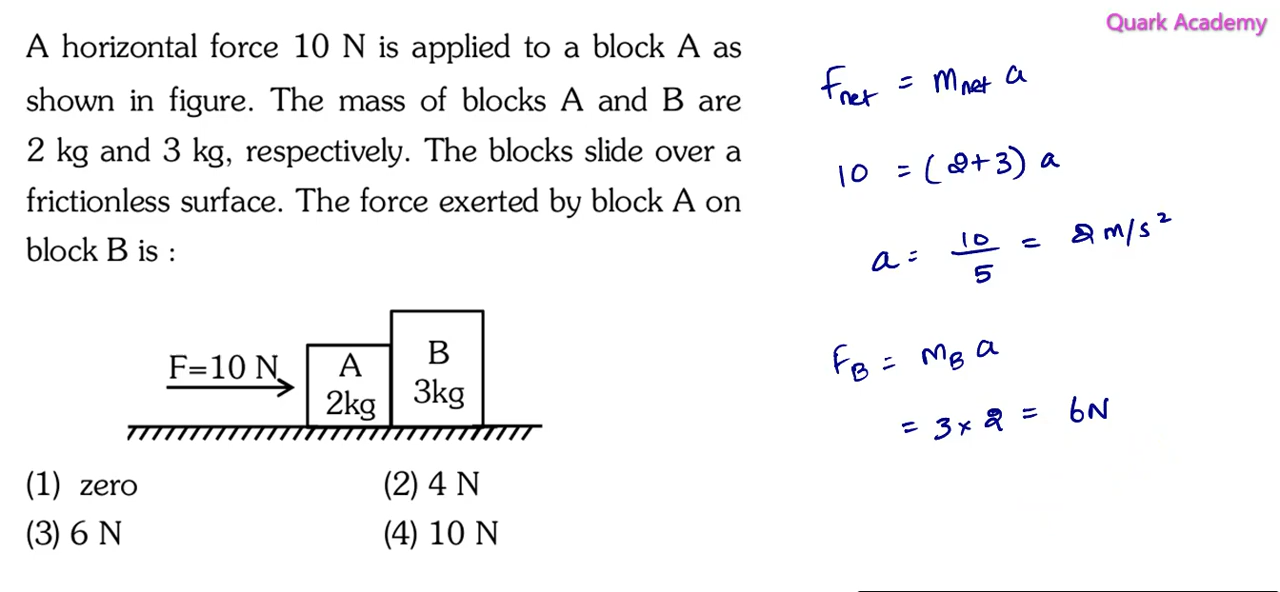 Quark Academy
A horizontal force 10 N is applied to a block A as
shown in figure. The mass of blocks A and B are
2 kg and 3 kg, respectively. The blocks slide over a
frictionless surface. The force exerted by block A on
block B is :
F=10 N
A
2kg
B
3kg
(1) zero
(2) 4 N
(3) 6 N
(4) 10 N
Fnet = mnet a
10 = (2+3) a
a = 10/5 = 2 m/s²
FB = mB a
= 3 × 2 = 6N